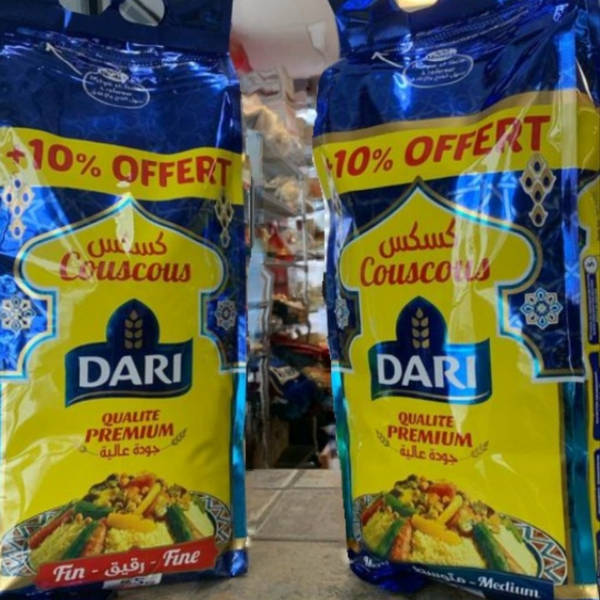 +10% OFFERT
كسكس
Couscous
DARI
QUALITE
PREMIUM
جودة عالية
Fin - رقيق - Fine
10% OFFERT
كسكس
Couscous
DARI
QUALITE
PREMIUM
جودة عالية
متوسط - Medium